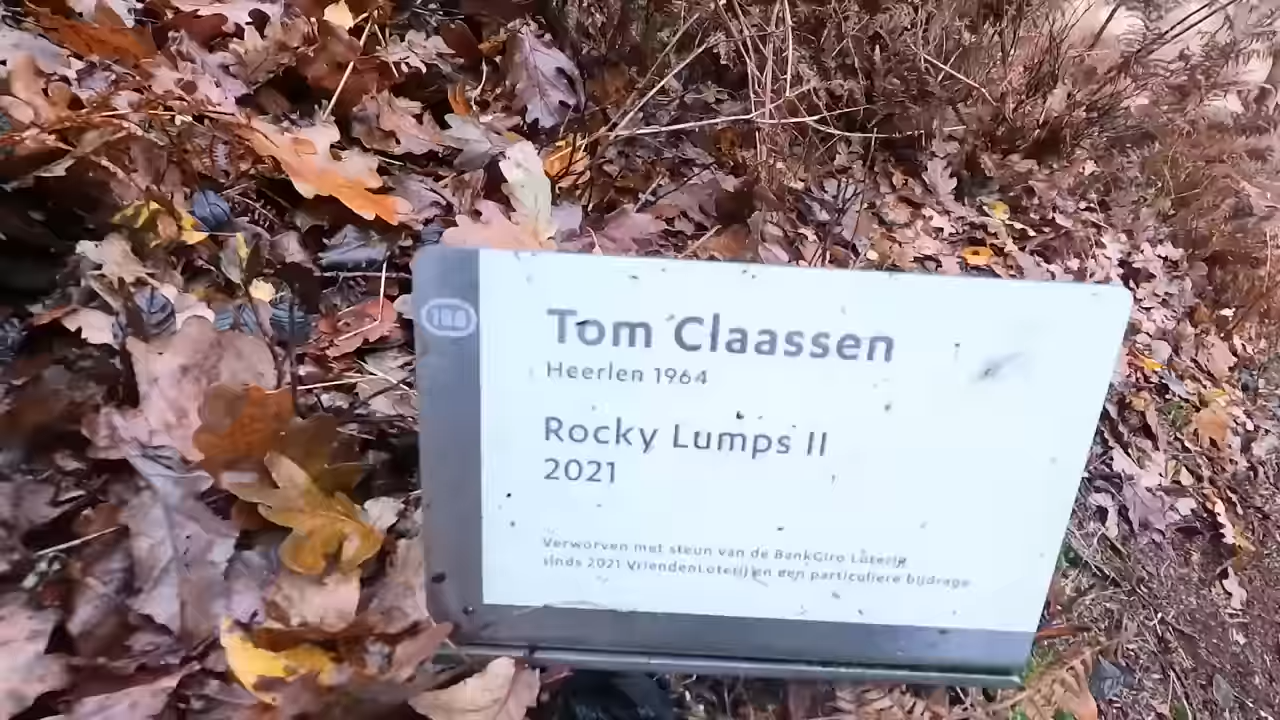 Tom Claassen
Heerlen 1964
Rocky Lumps II
2021
Verworven met steun van de BankGiro Loterij
sinds 2021 VriendenLoterij en een particuliere bijdrage